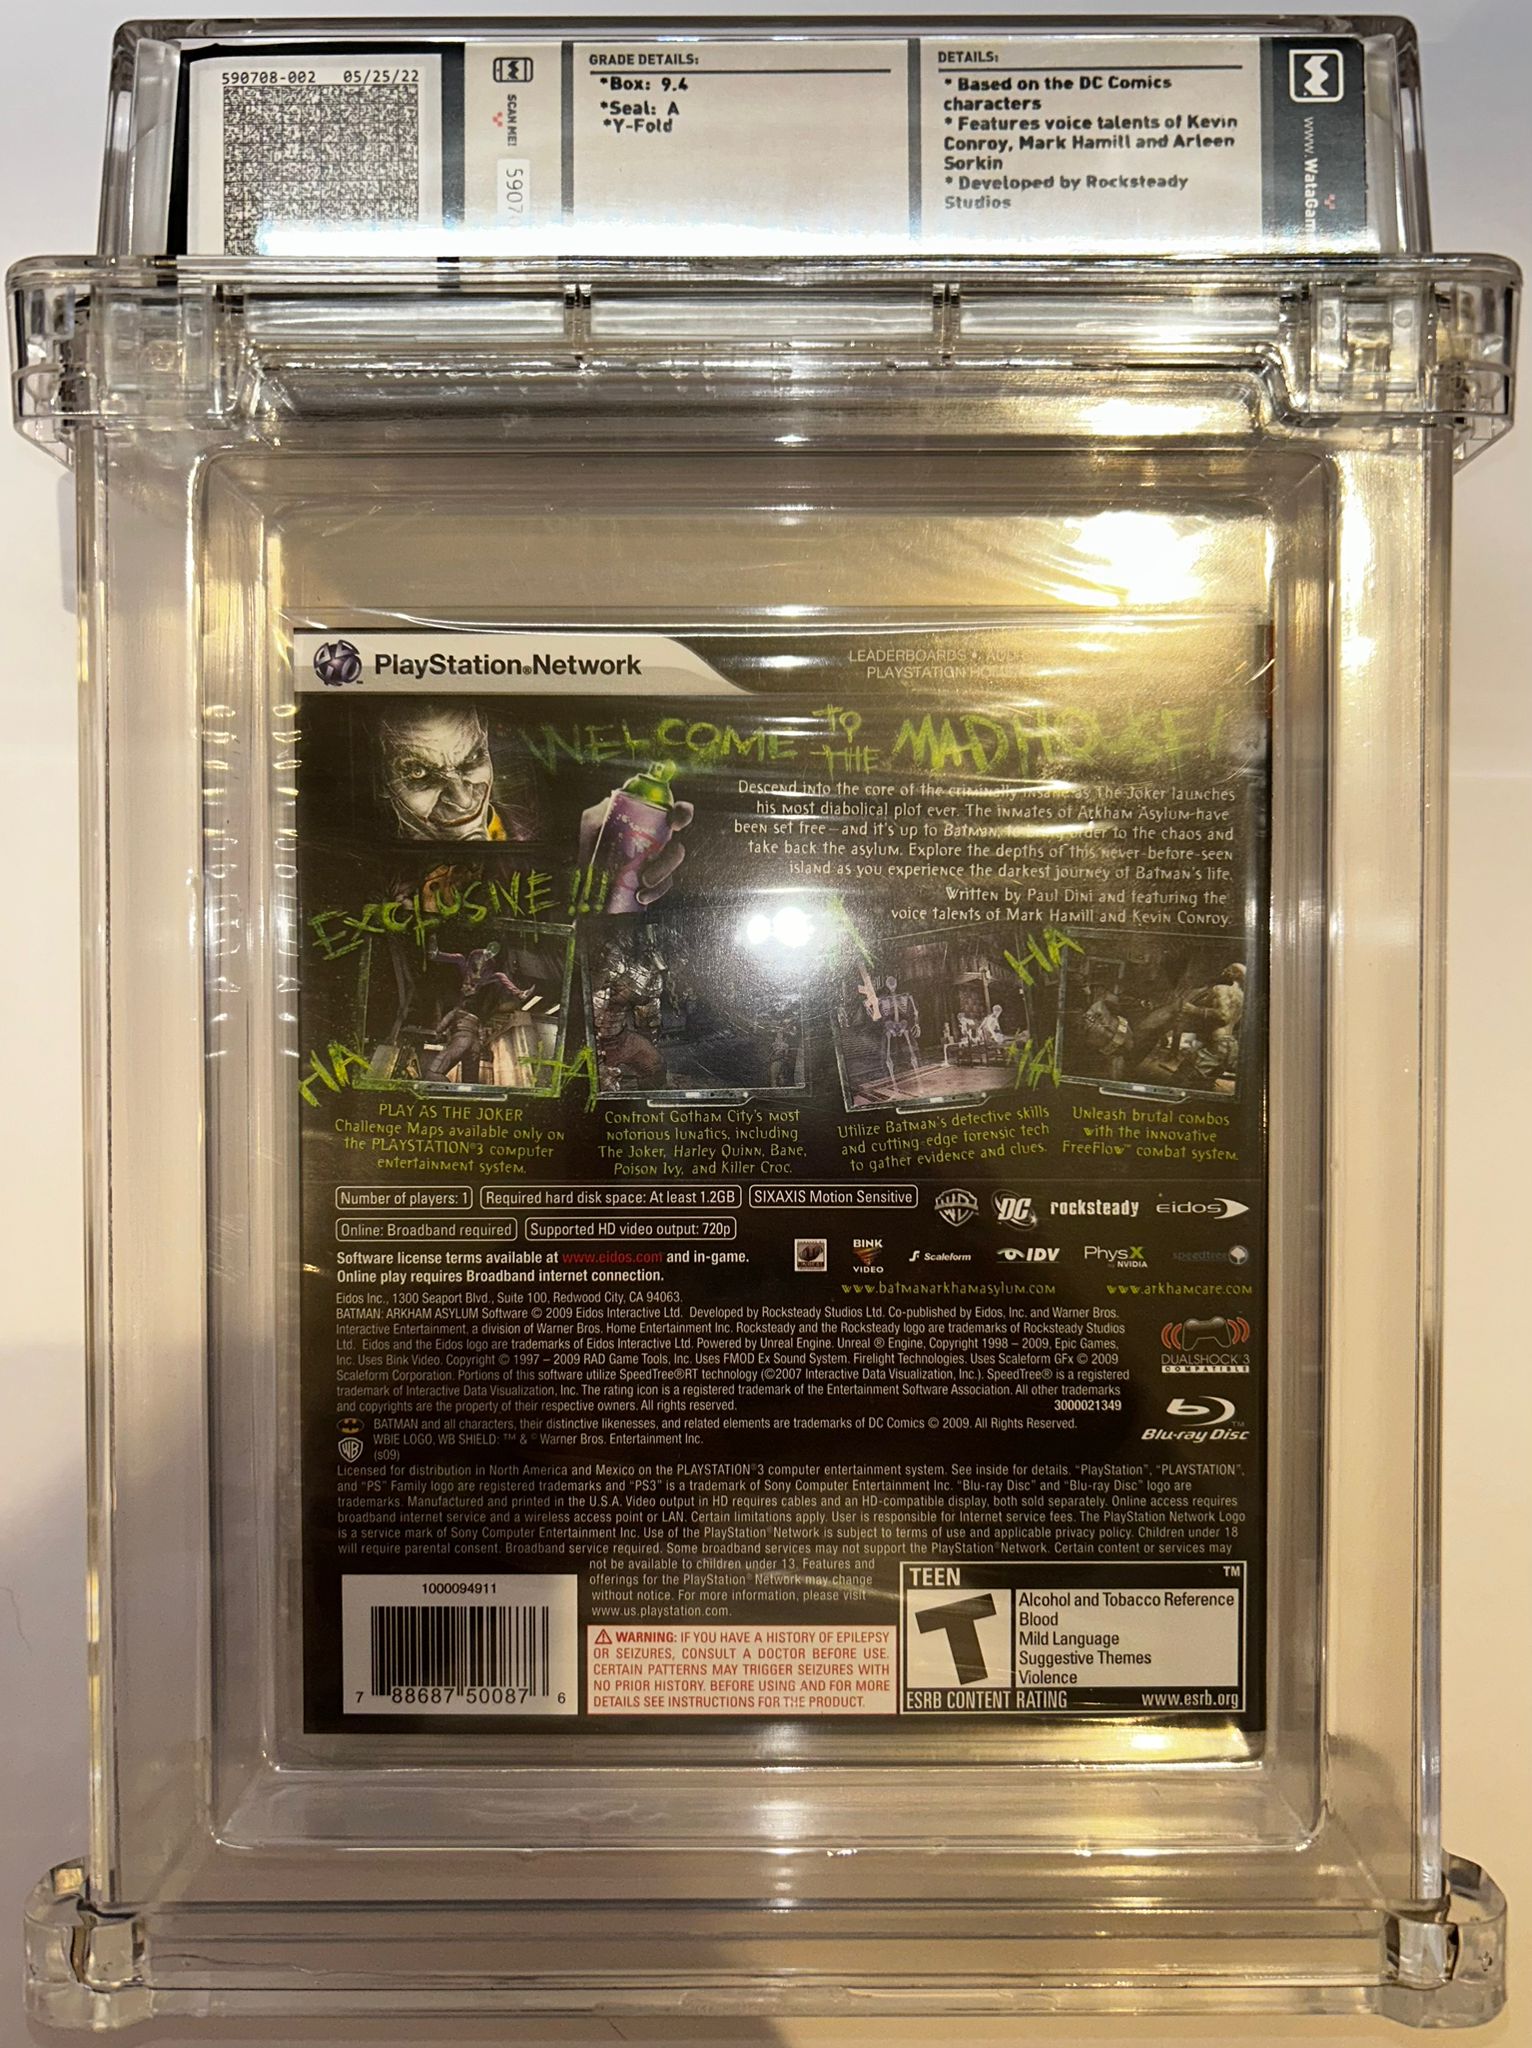 590708-002 05/25/22
SCAN ME!
GRADE DETAILS:
*Box: 9.4
*Seal: A
*Y-Fold
DETAILS:
* Based on the DC Comics
characters
* Features voice talents of Kevin
Conroy, Mark Hamill and Arleen
Sorkin
* Developed by Rocksteady
Studios
PlayStation®Network
LEADERBOARDS
PLAYSTATION
WELCOME TO THE MADHOUSE!
Descend into the core of the criminally insane as The Joker launches
his most diabolical plot ever. The inmates of Arkham Asylum have
been set free—and it's up to Batman, to bring order to the chaos and
take back the asylum. Explore the depths of this never-before-seen
island as you experience the darkest journey of Batman's life.
Written by Paul Dini and featuring the
voice talents of Mark Hamill and Kevin Conroy.
EXCLUSIVE!!!
HA
HA
HA
HA
PLAY AS THE JOKER
Challenge Maps available only on
the PLAYSTATION®3 computer
entertainment system.
Confront Gotham City's most
notorious lunatics, including
The Joker, Harley Quinn, Bane,
Poison Ivy, and Killer Croc.
Utilize Batman's detective skills
and cutting-edge forensic tech
to gather evidence and clues.
Unleash brutal combos
with the innovative
FreeFlow™ combat system.
Number of players: 1 Required hard disk space: At least 1.2GB SIXAXIS Motion Sensitive
Online: Broadband required Supported HD video output: 720p
DC rocksteady eidos
Software license terms available at www.eidos.com and in-game.
Online play requires Broadband internet connection.
BINK VIDEO Scaleform IDV PhysX by NVIDIA speedtree
www.batmanarkhamasylum.com www.arkhamcare.com
Eidos Inc., 1300 Seaport Blvd., Suite 100, Redwood City, CA 94063.
BATMAN: ARKHAM ASYLUM Software © 2009 Eidos Interactive Ltd. Developed by Rocksteady Studios Ltd. Co-published by Eidos, Inc. and Warner Bros.
Interactive Entertainment, a division of Warner Bros. Home Entertainment Inc. Rocksteady and the Rocksteady logo are trademarks of Rocksteady Studios
Ltd. Eidos and the Eidos logo are trademarks of Eidos Interactive Ltd. Powered by Unreal Engine. Unreal ® Engine, Copyright 1998 – 2009, Epic Games,
Inc. Uses Bink Video. Copyright © 1997 – 2009 RAD Game Tools, Inc. Uses FMOD Ex Sound System. Firelight Technologies. Uses Scaleform GFx © 2009
Scaleform Corporation. Portions of this software utilize SpeedTree®RT technology (©2007 Interactive Data Visualization, Inc.). SpeedTree® is a registered
trademark of Interactive Data Visualization, Inc. The rating icon is a registered trademark of the Entertainment Software Association. All other trademarks
and copyrights are the property of their respective owners. All rights reserved. 3000021349
DUALSHOCK®3
COMPATIBLE
BATMAN and all characters, their distinctive likenesses, and related elements are trademarks of DC Comics © 2009. All Rights Reserved.
WBIE LOGO, WB SHIELD: ™ & © Warner Bros. Entertainment Inc.
(s09)
Blu-ray Disc™
Licensed for distribution in North America and Mexico on the PLAYSTATION®3 computer entertainment system. See inside for details. "PlayStation", "PLAYSTATION",
and "PS" Family logo are registered trademarks and "PS3" is a trademark of Sony Computer Entertainment Inc. "Blu-ray Disc" and "Blu-ray Disc" logo are
trademarks. Manufactured and printed in the U.S.A. Video output in HD requires cables and an HD-compatible display, both sold separately. Online access requires
broadband internet service and a wireless access point or LAN. Certain limitations apply. User is responsible for Internet service fees. The PlayStation Network Logo
is a service mark of Sony Computer Entertainment Inc. Use of the PlayStation®Network is subject to terms of use and applicable privacy policy. Children under 18
will require parental consent. Broadband service required. Some broadband services may not support the PlayStation®Network. Certain content or services may
not be available to children under 13. Features and
offerings for the PlayStation®Network may change
without notice. For more information, please visit
www.us.playstation.com.
1000094911
7 88687 50087 6
WARNING: IF YOU HAVE A HISTORY OF EPILEPSY
OR SEIZURES, CONSULT A DOCTOR BEFORE USE.
CERTAIN PATTERNS MAY TRIGGER SEIZURES WITH
NO PRIOR HISTORY. BEFORE USING AND FOR MORE
DETAILS SEE INSTRUCTIONS FOR THE PRODUCT.
TEEN ™
T
Alcohol and Tobacco Reference
Blood
Mild Language
Suggestive Themes
Violence
ESRB CONTENT RATING www.esrb.org